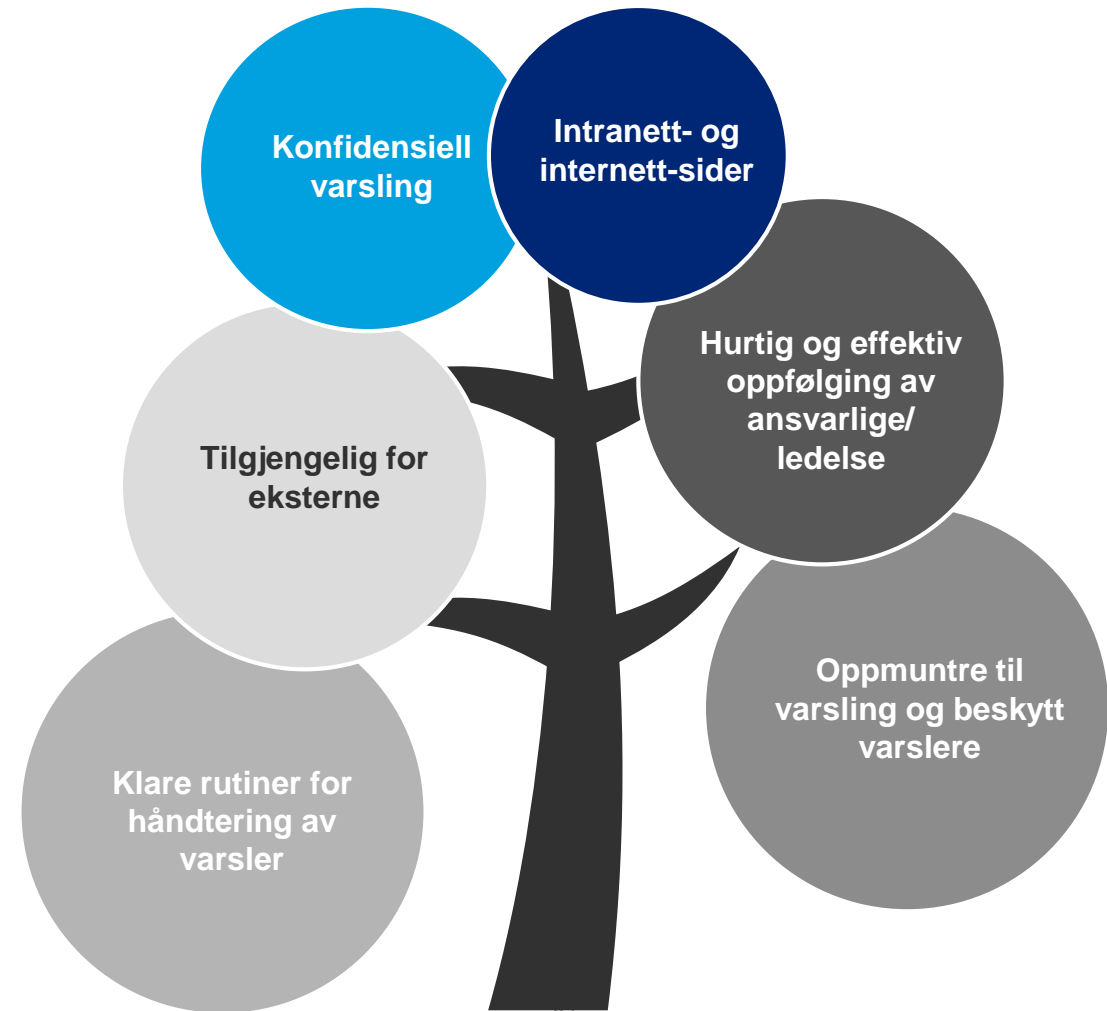 Konfidensiell
varsling
Intranett- og
internett-sider
Hurtig og effektiv
oppfølging av
ansvarlige/
ledelse
Tilgjengelig for
eksterne
Oppmuntre til
varsling og beskytt
varslere
Klare rutiner for
håndtering av
varsler